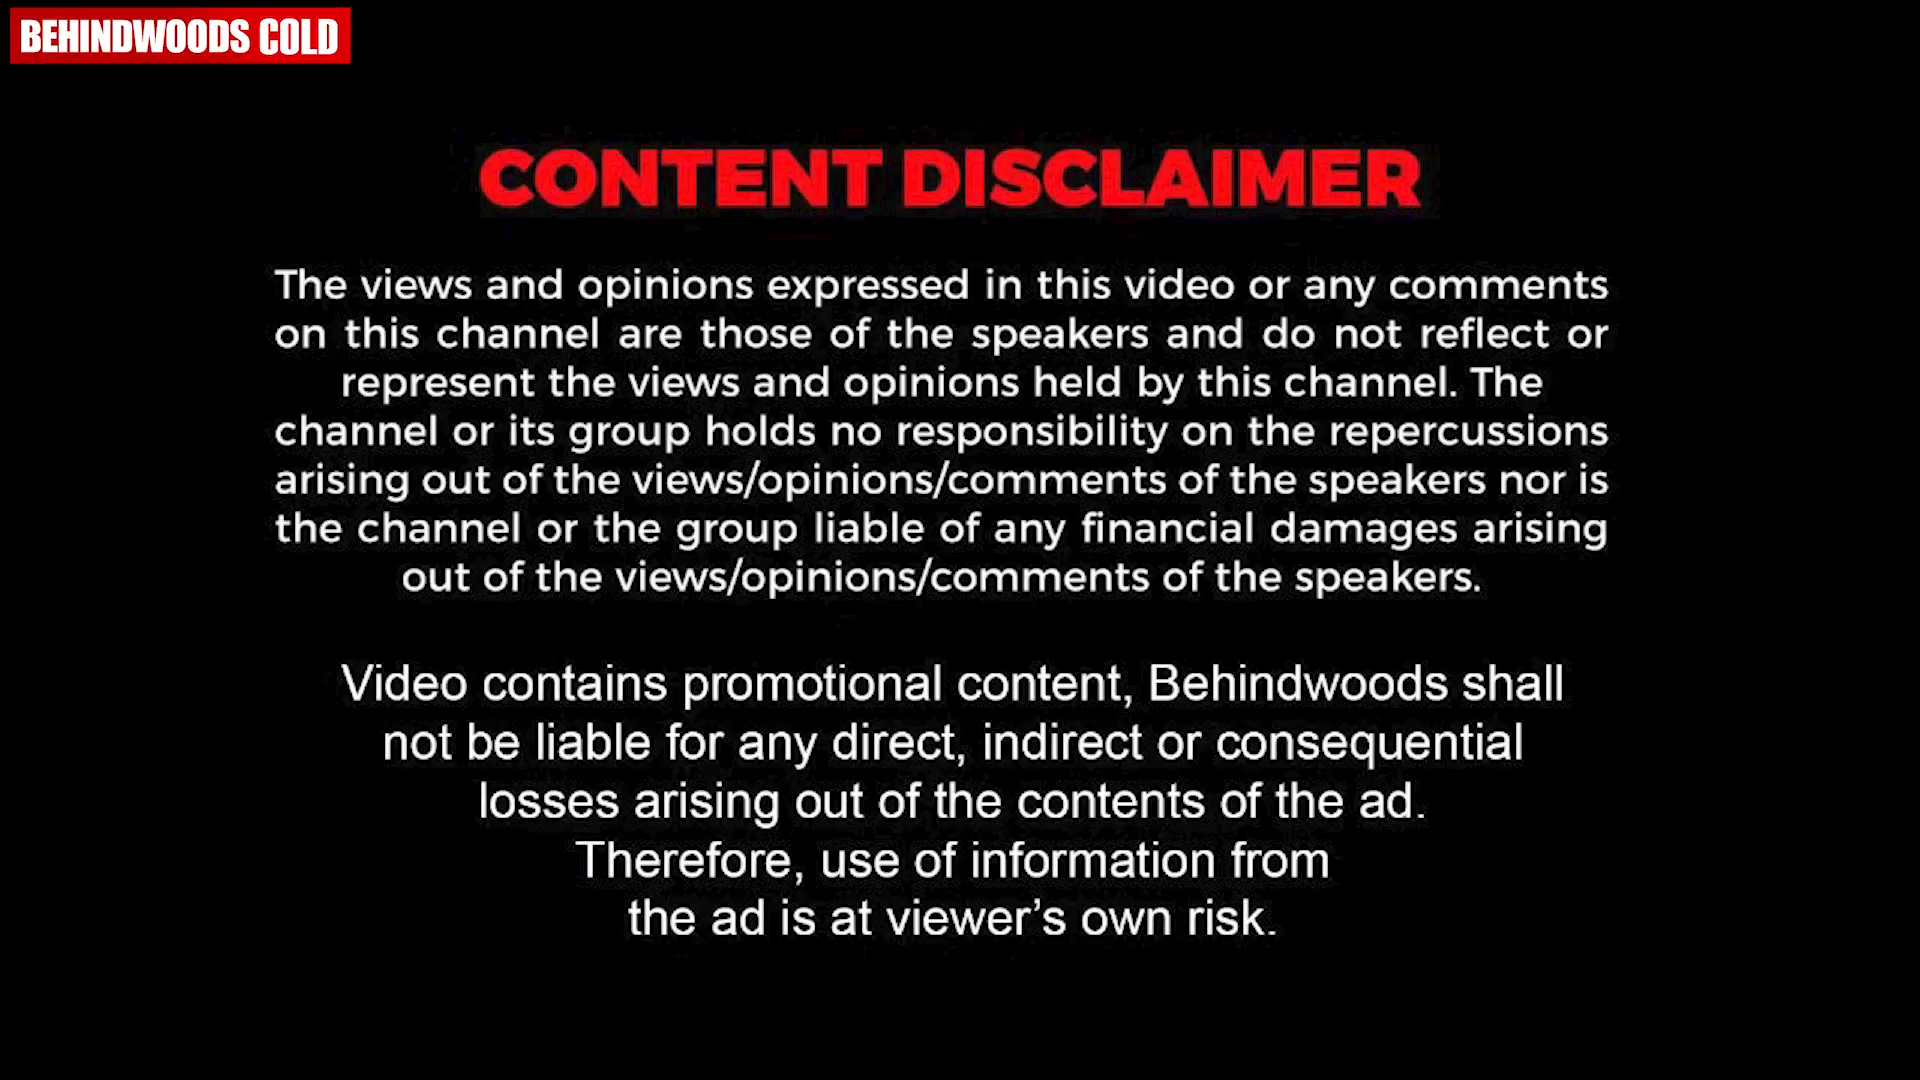 BEHINDWOODS COLD
CONTENT DISCLAIMER
The views and opinions expressed in this video or any comments
on this channel are those of the speakers and do not reflect or
represent the views and opinions held by this channel. The
channel or its group holds no responsibility on the repercussions
arising out of the views/opinions/comments of the speakers nor is
the channel or the group liable of any financial damages arising
out of the views/opinions/comments of the speakers.
Video contains promotional content, Behindwoods shall
not be liable for any direct, indirect or consequential
losses arising out of the contents of the ad.
Therefore, use of information from
the ad is at viewer’s own risk.